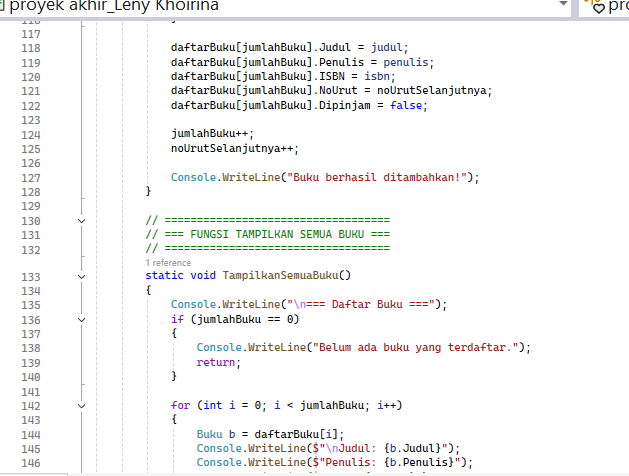 proyek akhir_Leny Khoirina
117
118 daftarBuku[jumlahBuku].Judul = judul;
119 daftarBuku[jumlahBuku].Penulis = penulis;
120 daftarBuku[jumlahBuku].ISBN = isbn;
121 daftarBuku[jumlahBuku].NoUrut = noUrutSelanjutnya;
122 daftarBuku[jumlahBuku].Dipinjam = false;
123
124 jumlahBuku++;
125 noUrutSelanjutnya++;
126
127 Console.WriteLine("Buku berhasil ditambahkan!");
128 }
129
130 // ===================================
131 // === FUNGSI TAMPILKAN SEMUA BUKU ===
132 // ===================================
1 reference
133 static void TampilkanSemuaBuku()
134 {
135 Console.WriteLine("\n=== Daftar Buku ===");
136 if (jumlahBuku == 0)
137 {
138 Console.WriteLine("Belum ada buku yang terdaftar.");
139 return;
140 }
141
142 for (int i = 0; i < jumlahBuku; i++)
143 {
144 Buku b = daftarBuku[i];
145 Console.WriteLine($"\nJudul: {b.Judul}");
146 Console.WriteLine($"Penulis: {b.Penulis}");